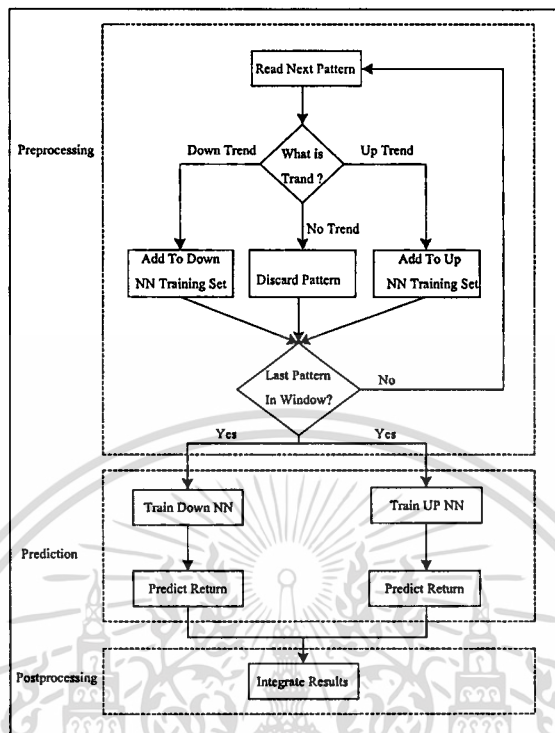 Read Next Pattern
Preprocessing
Down Trend
What is
Trand ?
Up Trend
No Trend
Add To Down
NN Training Set
Discard Pattern
Add To Up
NN Training Set
Last Pattern
In Window?
No
Yes
Yes
Train Down NN
Train UP NN
Prediction
Predict Return
Predict Return
Postprocessing
Integrate Results